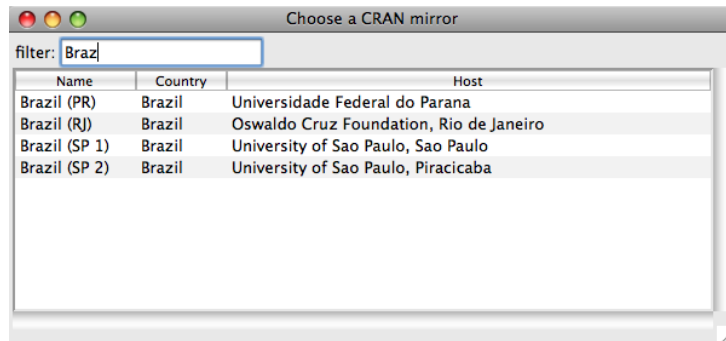 Choose a CRAN mirror
filter: Braz
Name Country Host
Brazil (PR) Brazil Universidade Federal do Parana
Brazil (RJ) Brazil Oswaldo Cruz Foundation, Rio de Janeiro
Brazil (SP 1) Brazil University of Sao Paulo, Sao Paulo
Brazil (SP 2) Brazil University of Sao Paulo, Piracicaba